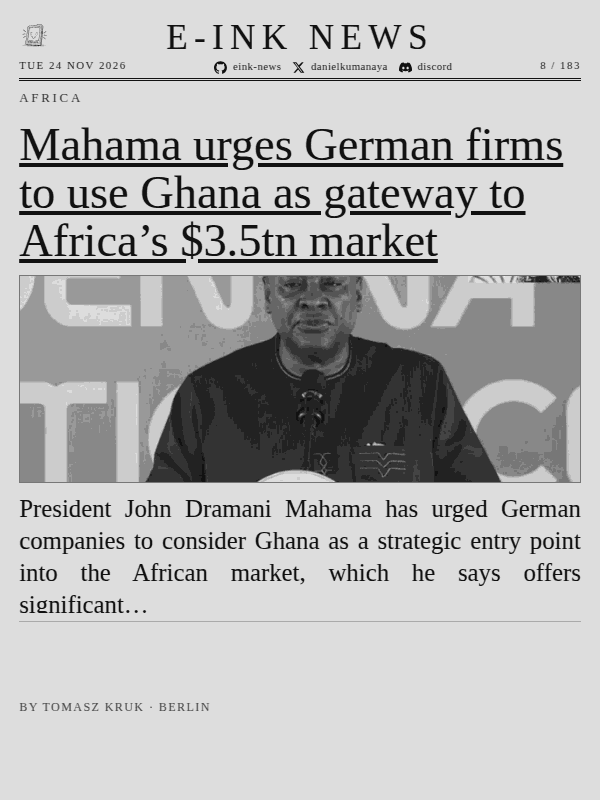 E-INK NEWS
TUE 24 NOV 2026
eink-news danielkumanaya discord
8 / 183
AFRICA
Mahama urges German firms
to use Ghana as gateway to
Africa’s $3.5tn market
President John Dramani Mahama has urged German
companies to consider Ghana as a strategic entry point
into the African market, which he says offers
significant…
BY TOMASZ KRUK · BERLIN